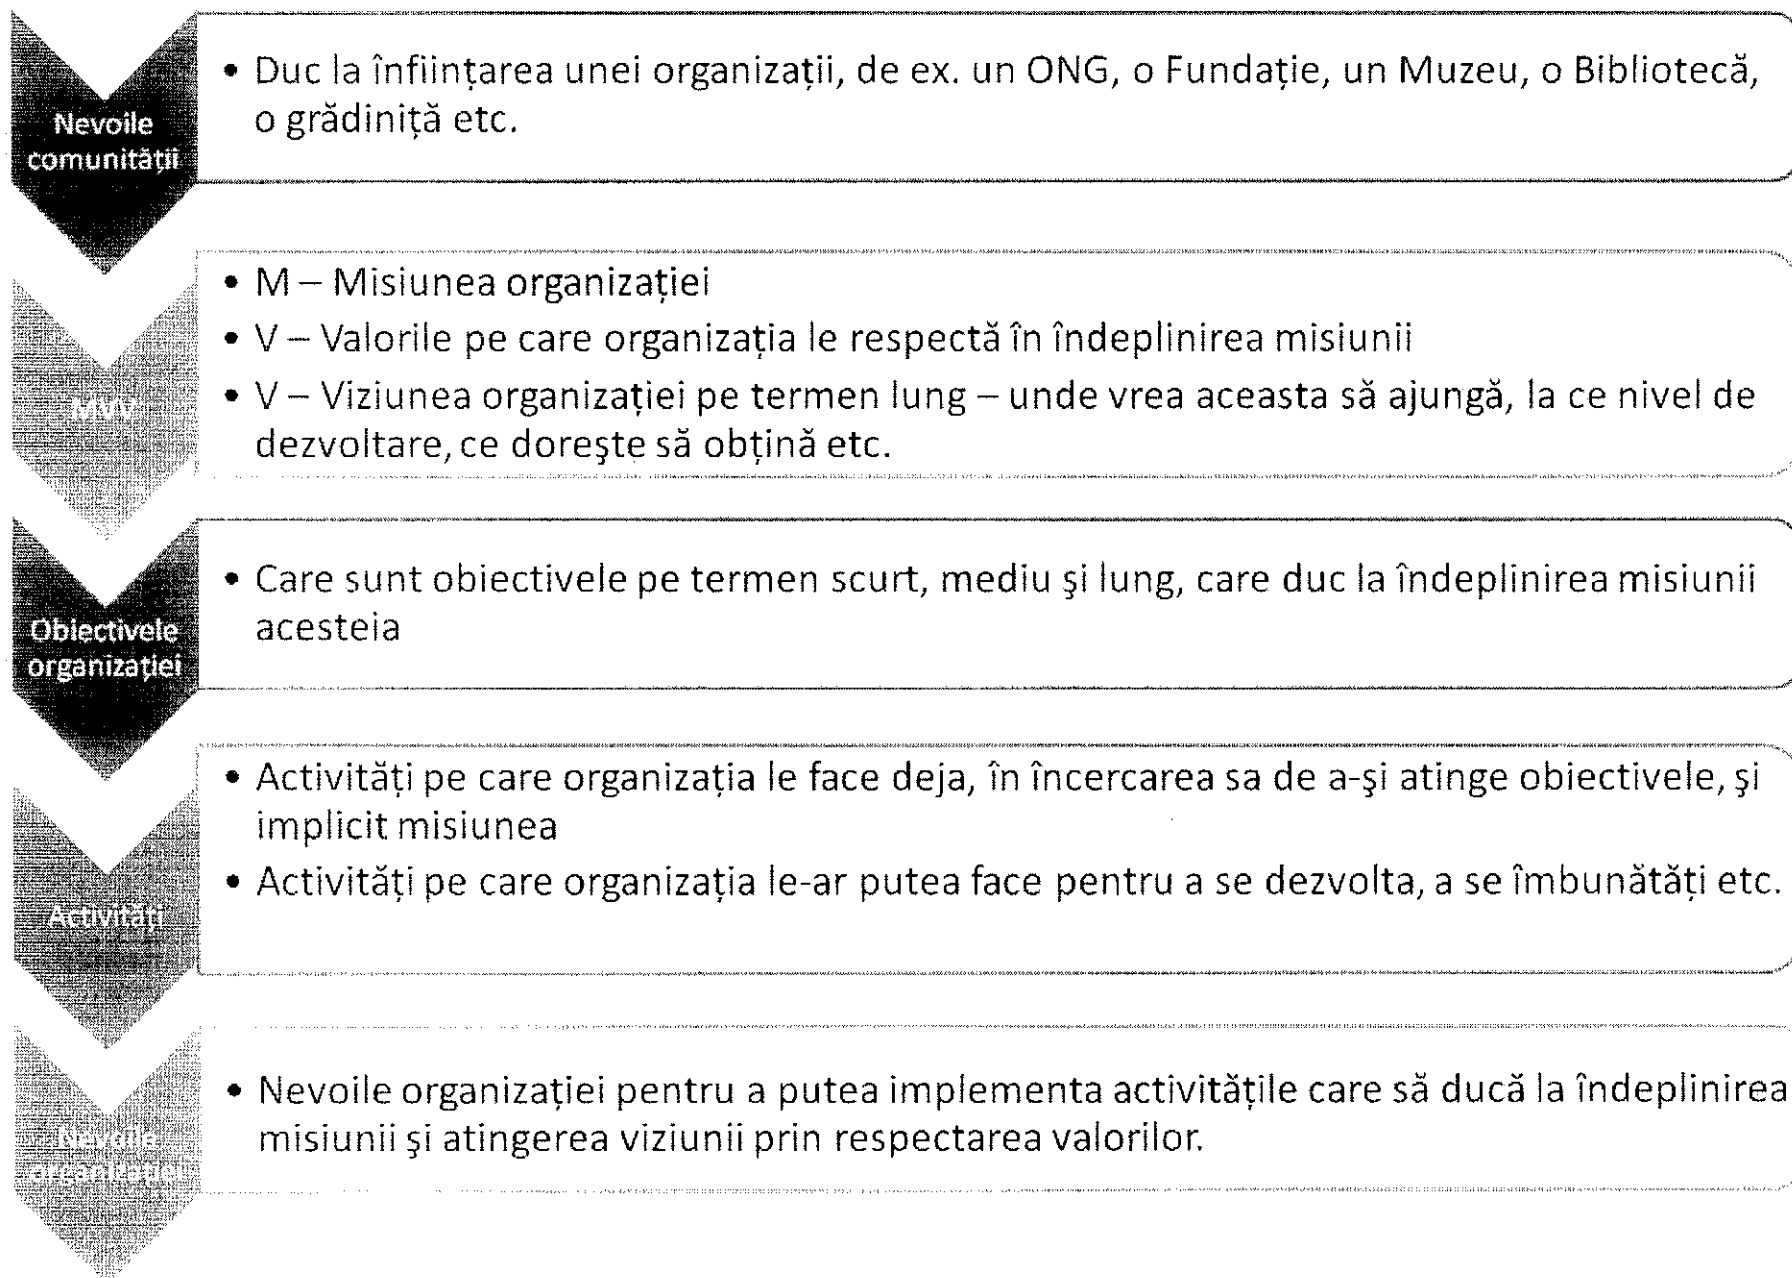 Nevoile
comunității
• Duc la înființarea unei organizații, de ex. un ONG, o Fundație, un Muzeu, o Bibliotecă,
o grădiniță etc.
MVV
• M – Misiunea organizației
• V – Valorile pe care organizația le respectă în îndeplinirea misiunii
• V – Viziunea organizației pe termen lung – unde vrea aceasta să ajungă, la ce nivel de
dezvoltare, ce dorește să obțină etc.
Obiectivele
organizației
• Care sunt obiectivele pe termen scurt, mediu și lung, care duc la îndeplinirea misiunii
acesteia
Activități
• Activități pe care organizația le face deja, în încercarea sa de a-și atinge obiectivele, și
implicit misiunea
• Activități pe care organizația le-ar putea face pentru a se dezvolta, a se îmbunătăți etc.
Nevoile
organizației
• Nevoile organizației pentru a putea implementa activitățile care să ducă la îndeplinirea
misiunii și atingerea viziunii prin respectarea valorilor.